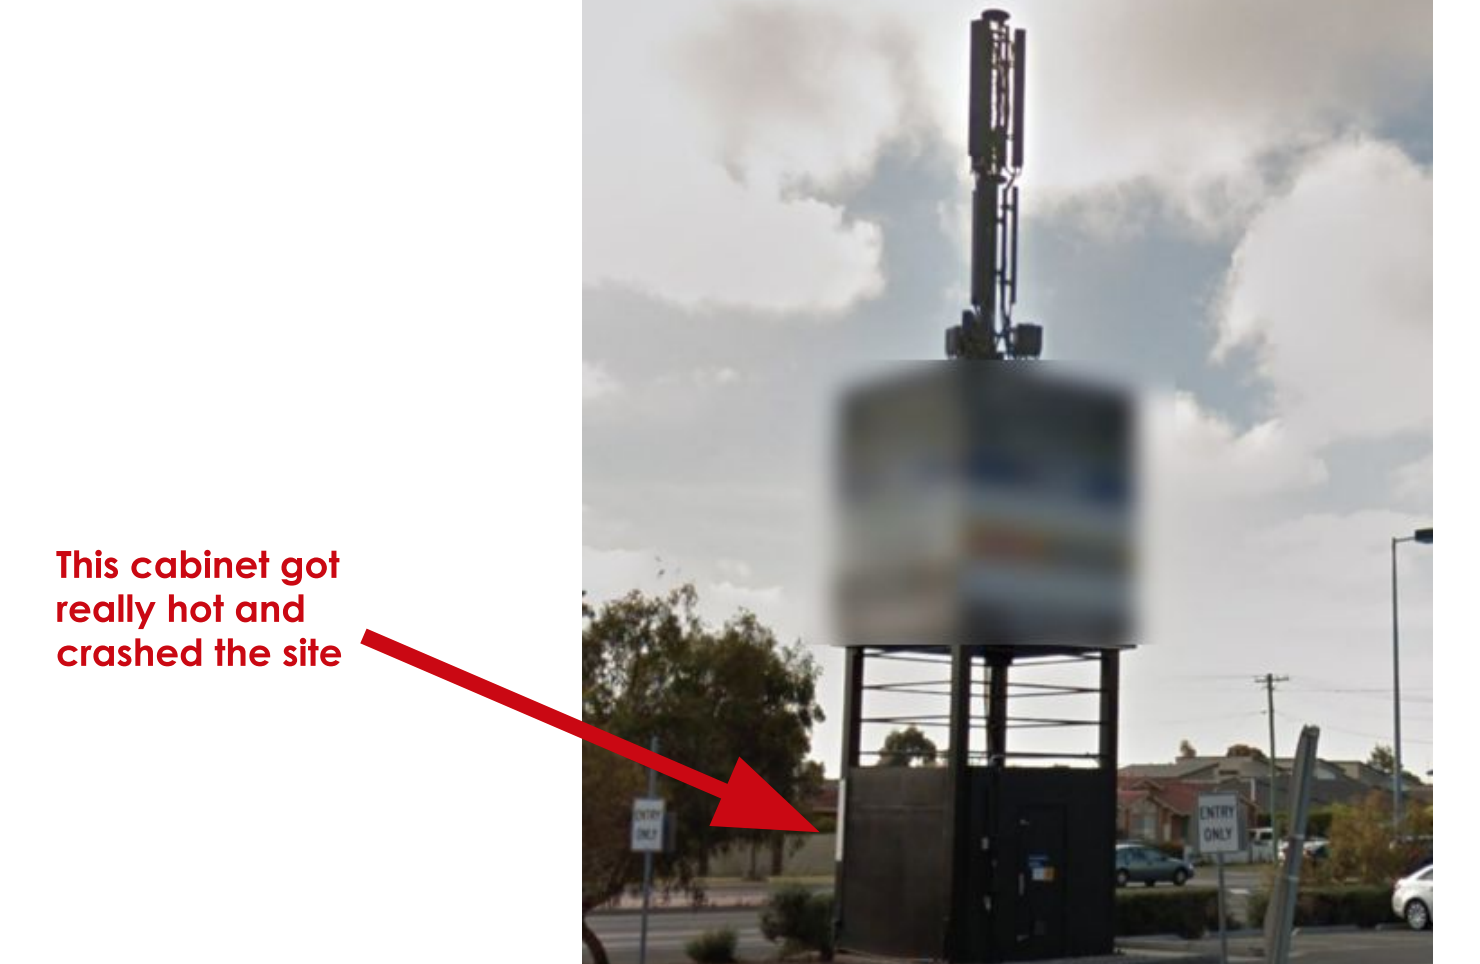 This cabinet got
really hot and
crashed the site
ENTRY
ONLY
ENTRY
ONLY